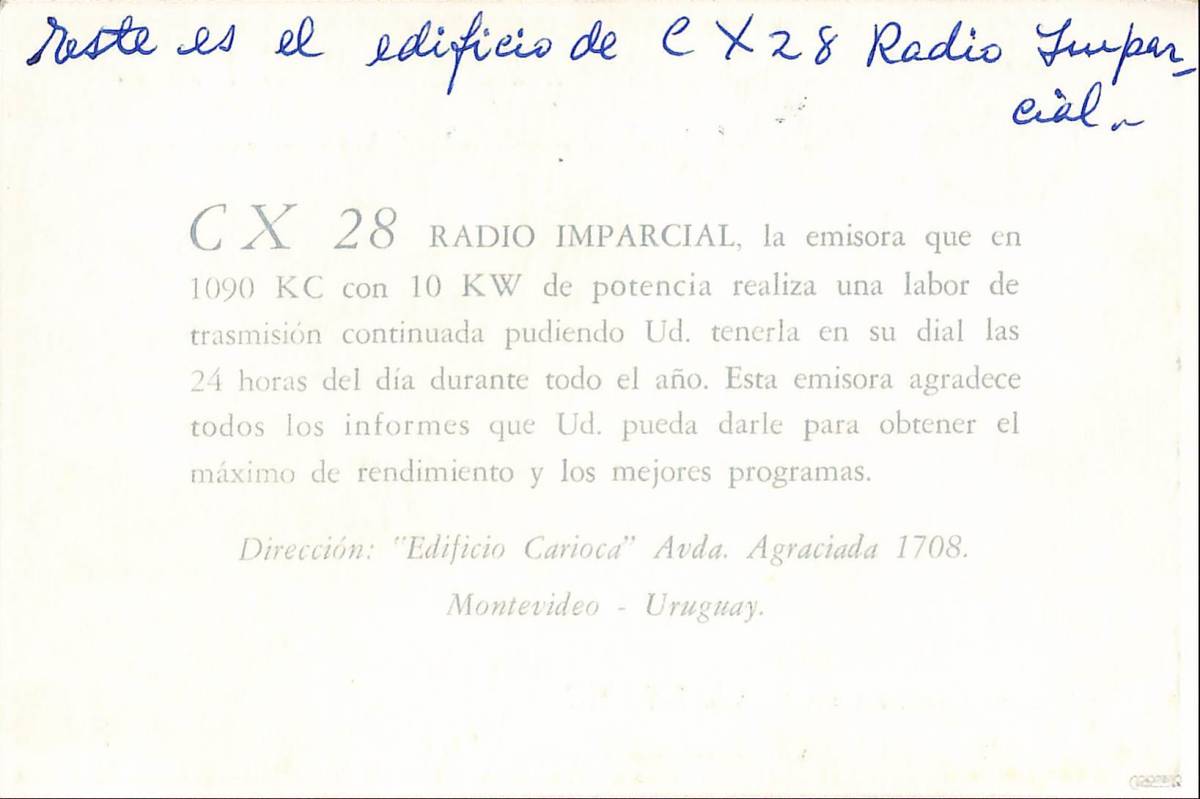 Este es el edificio de CX28 Radio Impar-
cial.
CX 28 RADIO IMPARCIAL, la emisora que en
1090 KC con 10 KW de potencia realiza una labor de
trasmisión continuada pudiendo Ud. tenerla en su dial las
24 horas del día durante todo el año. Esta emisora agradece
todos los informes que Ud. pueda darle para obtener el
máximo de rendimiento y los mejores programas.
Dirección: "Edificio Carioca" Avda. Agraciada 1708.
Montevideo - Uruguay.